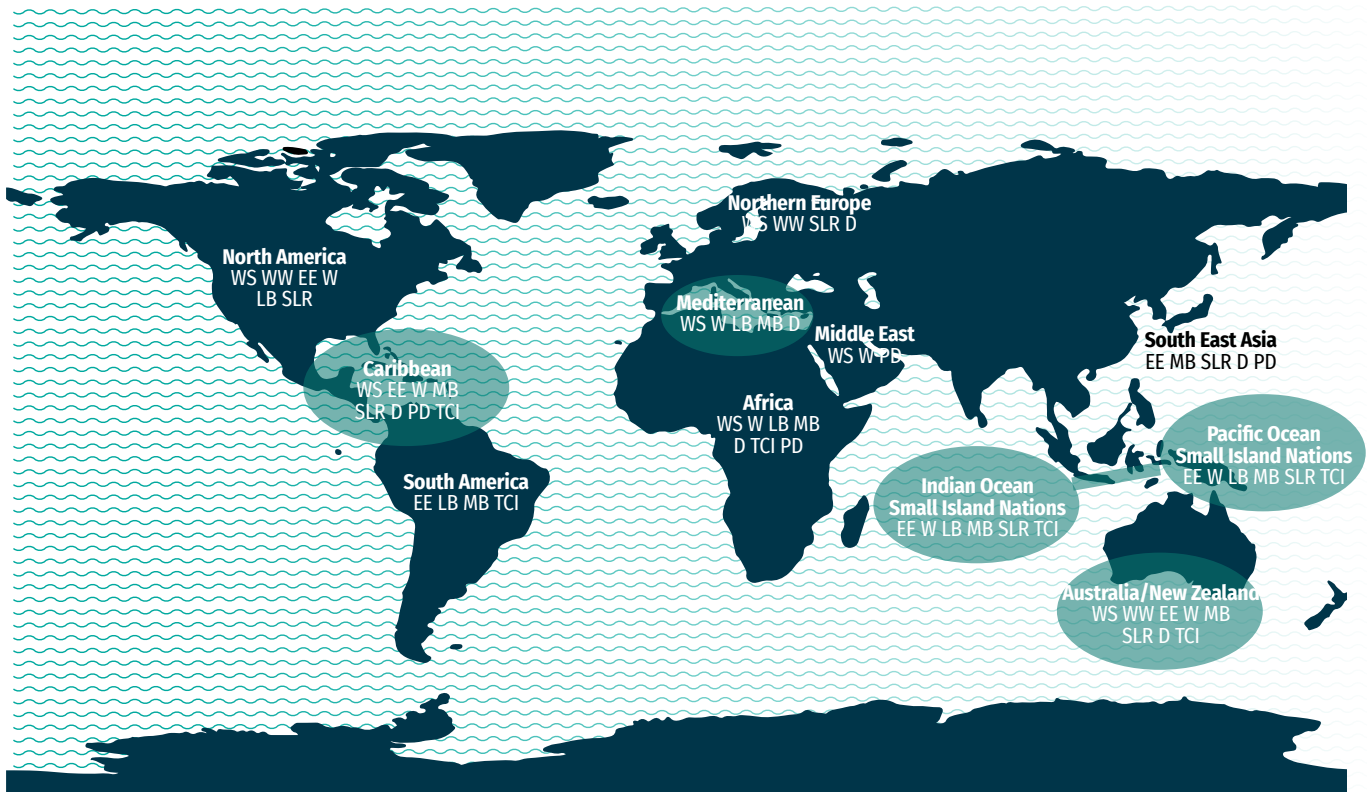 Northern Europe
WS WW SLR D
North America
WS WW EE W
LB SLR
Mediterranean
WS W LB MB D
Middle East
WS W PD
South East Asia
EE MB SLR D PD
Caribbean
WS EE W MB
SLR D PD TCI
Africa
WS W LB MB
D TCI PD
Pacific Ocean
Small Island Nations
EE W LB MB SLR TCI
South America
EE LB MB TCI
Indian Ocean
Small Island Nations
EE W LB MB SLR TCI
Australia/New Zealand
WS WW EE W MB
SLR D TCI